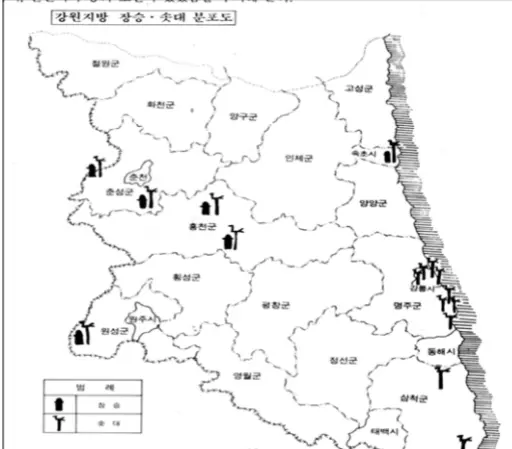 강원지방 장승·솟대 분포도
철원군
화천군
양구군
고성군
인제군
속초시
춘천
춘성군
양양군
홍천군
횡성군
평창군
강릉시
명주군
원주시
원성군
동해시
정선군
영월군
삼척군
태백시
범 례
장 승
솟 대